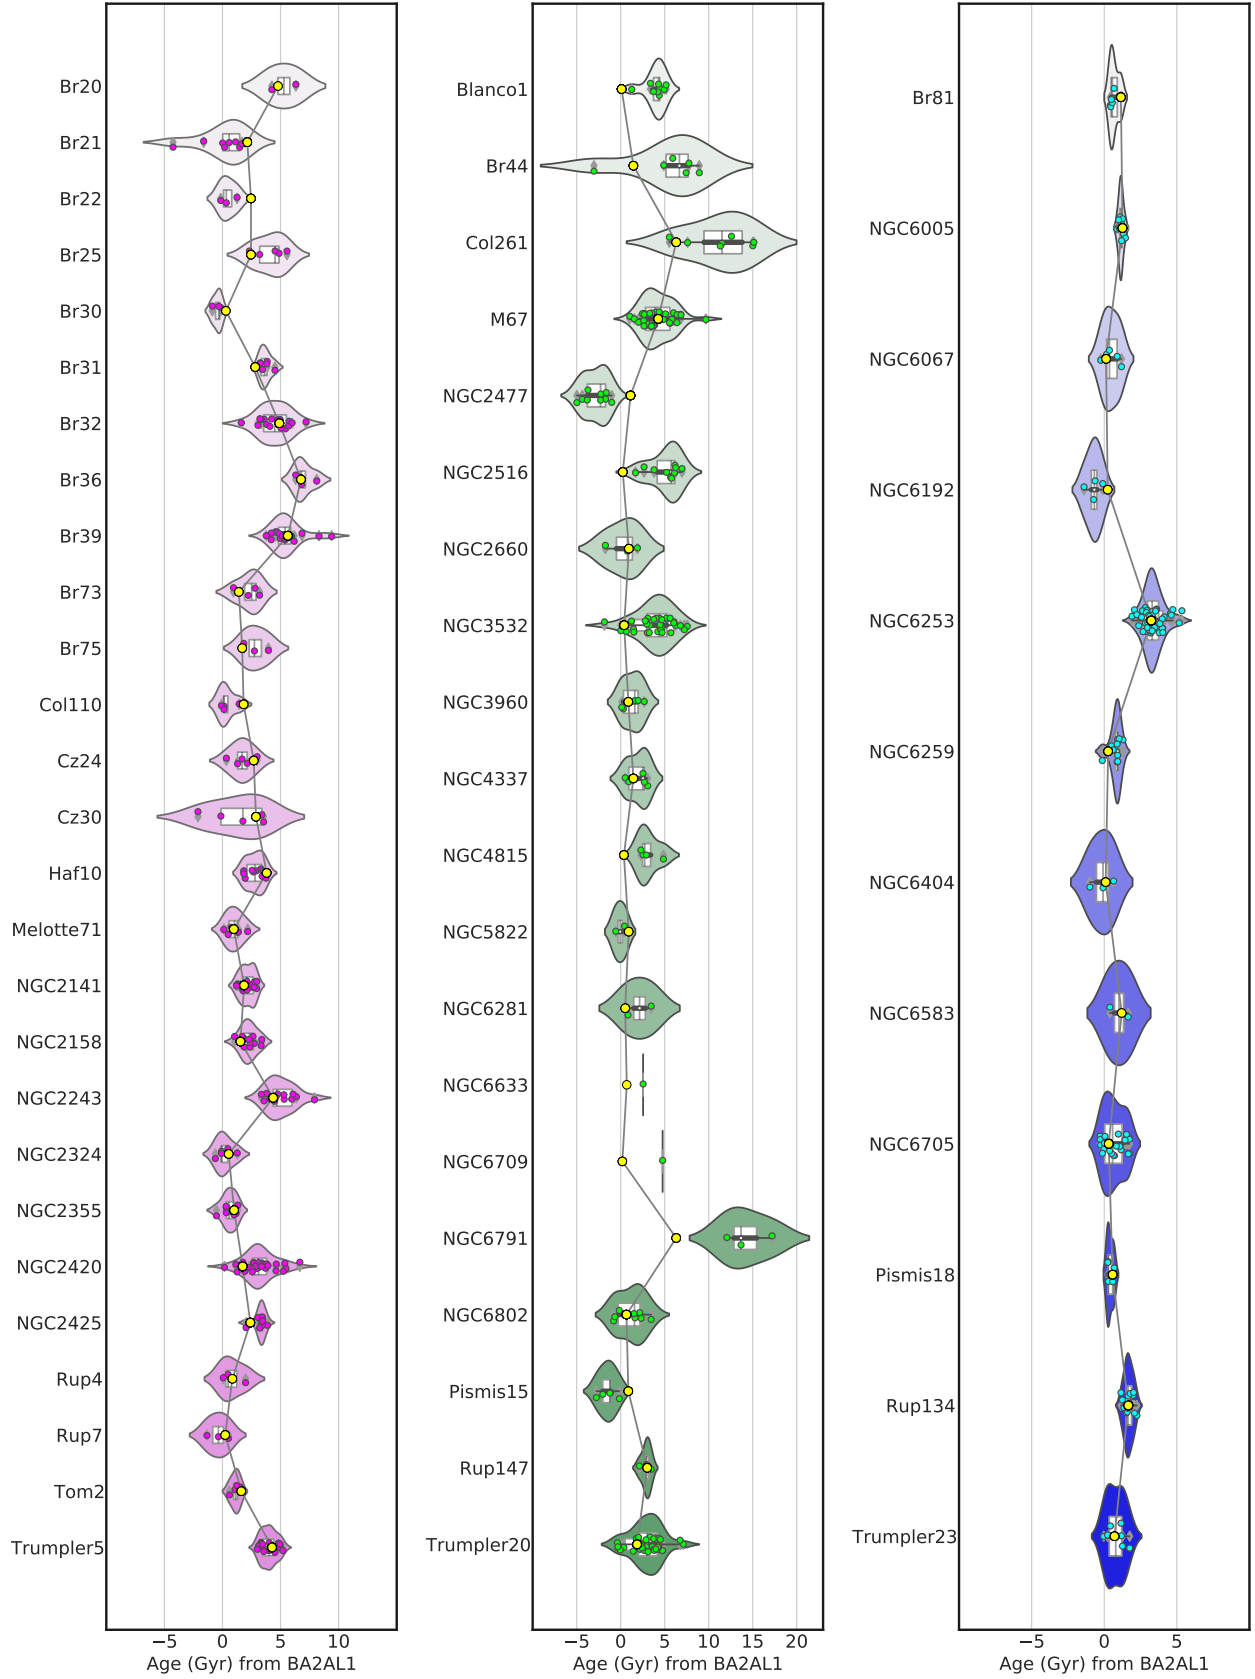 Br20
Br21
Br22
Br25
Br30
Br31
Br32
Br36
Br39
Br73
Br75
Col110
Cz24
Cz30
Haf10
Melotte71
NGC2141
NGC2158
NGC2243
NGC2324
NGC2355
NGC2420
NGC2425
Rup4
Rup7
Tom2
Trumpler5
−5 0 5 10
Age (Gyr) from BA2AL1
Blanco1
Br44
Col261
M67
NGC2477
NGC2516
NGC2660
NGC3532
NGC3960
NGC4337
NGC4815
NGC5822
NGC6281
NGC6633
NGC6709
NGC6791
NGC6802
Pismis15
Rup147
Trumpler20
−5 0 5 10 15 20
Age (Gyr) from BA2AL1
Br81
NGC6005
NGC6067
NGC6192
NGC6253
NGC6259
NGC6404
NGC6583
NGC6705
Pismis18
Rup134
Trumpler23
−5 0 5
Age (Gyr) from BA2AL1